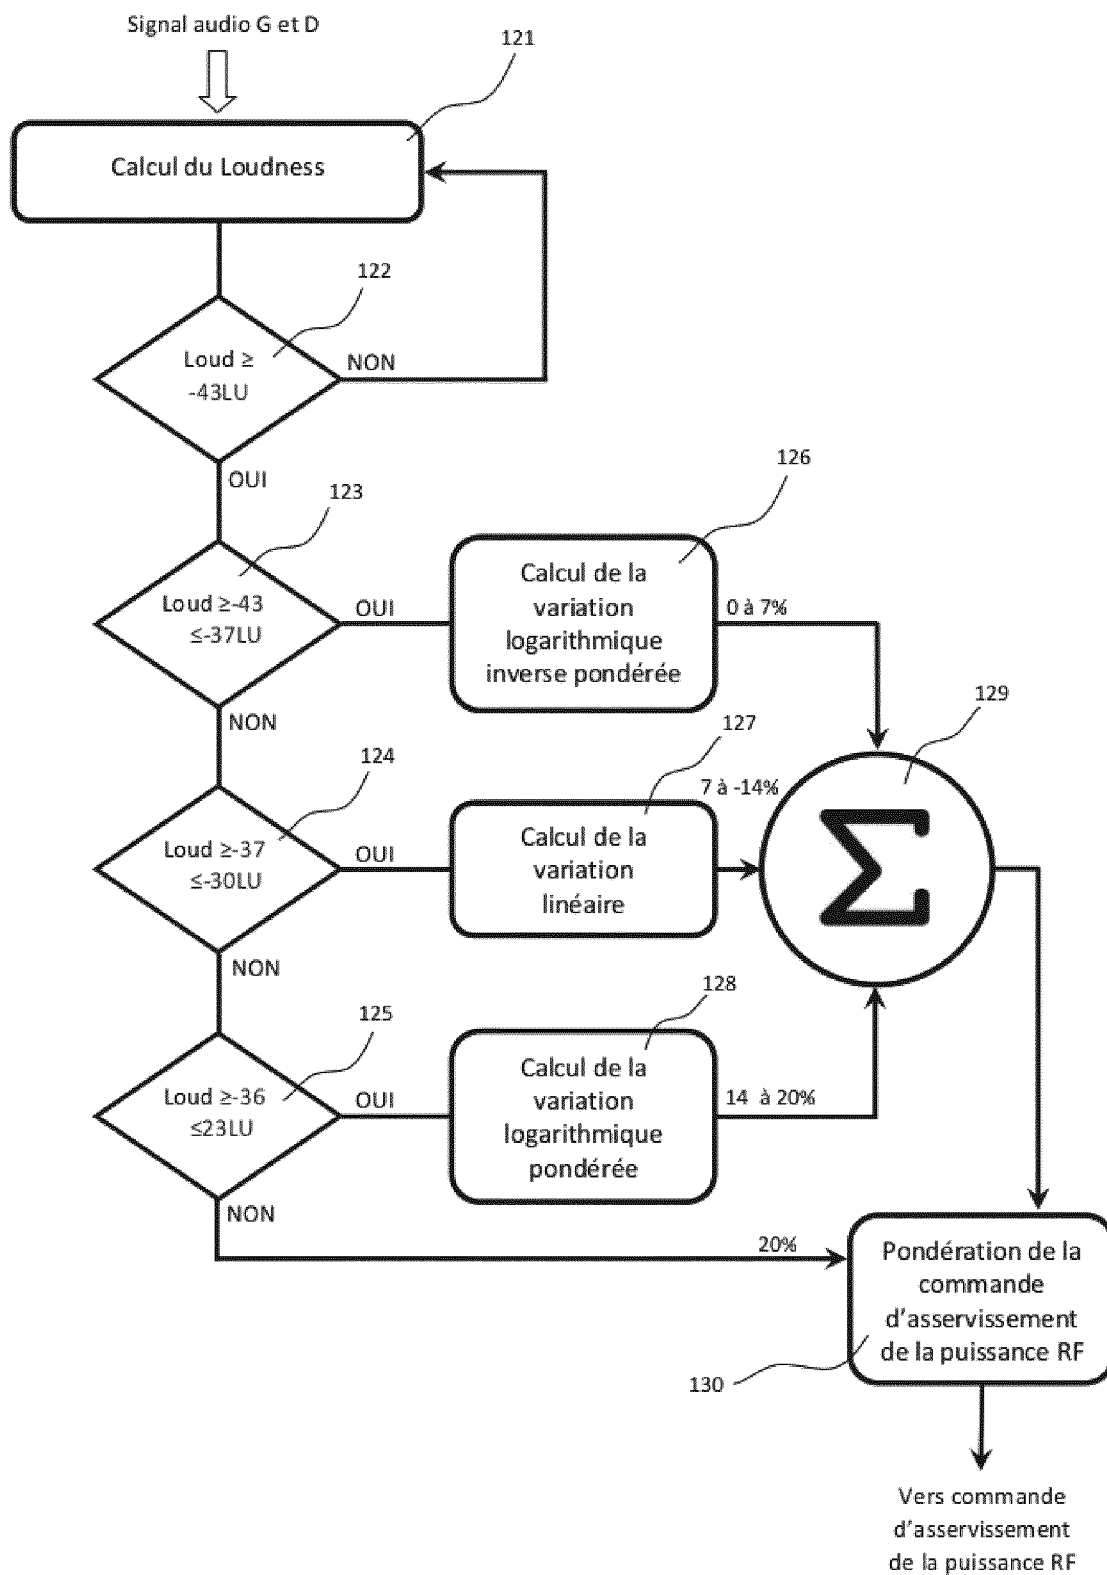 Signal audio G et D
121
Calcul du Loudness
122
Loud ≥
-43LU
NON
OUI
123
126
Loud ≥-43
≤-37LU
OUI
Calcul de la
variation
logarithmique
inverse pondérée
0 à 7%
NON
129
124
127
7 à -14%
Loud ≥-37
≤-30LU
OUI
Calcul de la
variation
linéaire
Σ
NON
125
128
Loud ≥-36
≤23LU
OUI
Calcul de la
variation
logarithmique
pondérée
14 à 20%
NON
20%
Pondération de la
commande
d'asservissement
de la puissance RF
130
Vers commande
d'asservissement
de la puissance RF